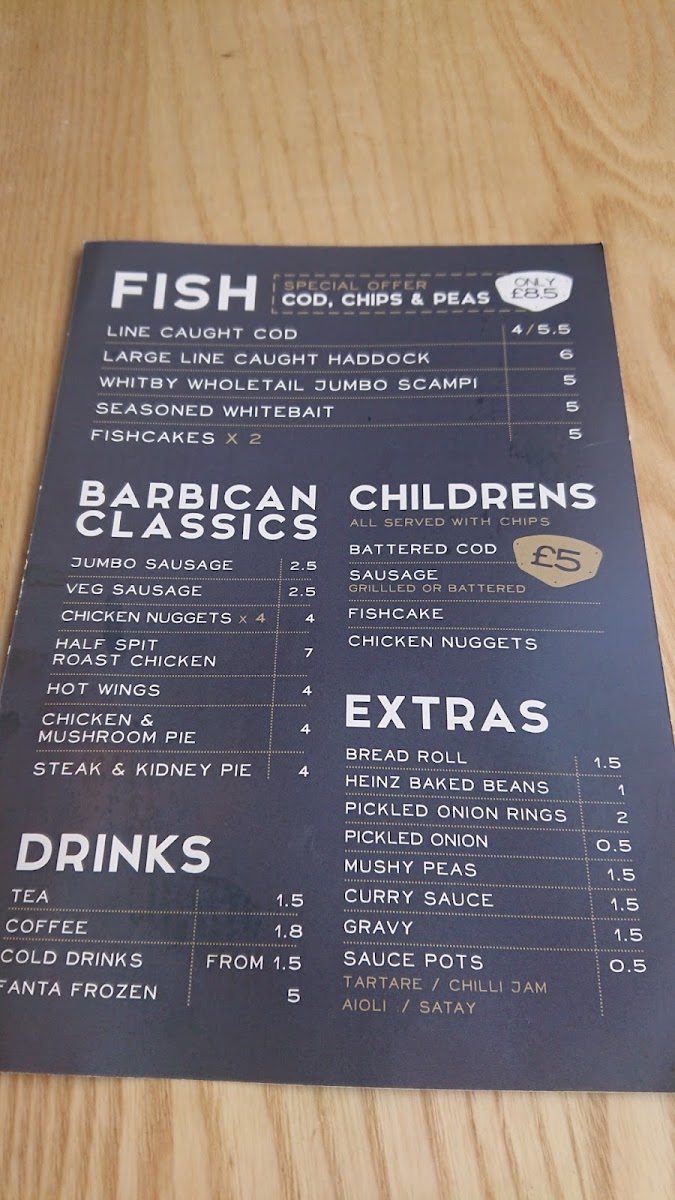 FISH
SPECIAL OFFER
COD, CHIPS & PEAS
ONLY
£8.5
LINE CAUGHT COD 4/5.5
LARGE LINE CAUGHT HADDOCK 6
WHITBY WHOLETAIL JUMBO SCAMPI 5
SEASONED WHITEBAIT 5
FISHCAKES X 2 5
BARBICAN
CLASSICS
JUMBO SAUSAGE 2.5
VEG SAUSAGE 2.5
CHICKEN NUGGETS X 4 4
HALF SPIT
ROAST CHICKEN 7
HOT WINGS 4
CHICKEN &
MUSHROOM PIE 4
STEAK & KIDNEY PIE 4
CHILDRENS
ALL SERVED WITH CHIPS
£5
BATTERED COD
SAUSAGE
GRILLLED OR BATTERED
FISHCAKE
CHICKEN NUGGETS
EXTRAS
BREAD ROLL 1.5
HEINZ BAKED BEANS 1
PICKLED ONION RINGS 2
PICKLED ONION 0.5
MUSHY PEAS 1.5
CURRY SAUCE 1.5
GRAVY 1.5
SAUCE POTS 0.5
TARTARE / CHILLI JAM
AIOLI / SATAY
DRINKS
TEA 1.5
COFFEE 1.8
COLD DRINKS FROM 1.5
FANTA FROZEN 5